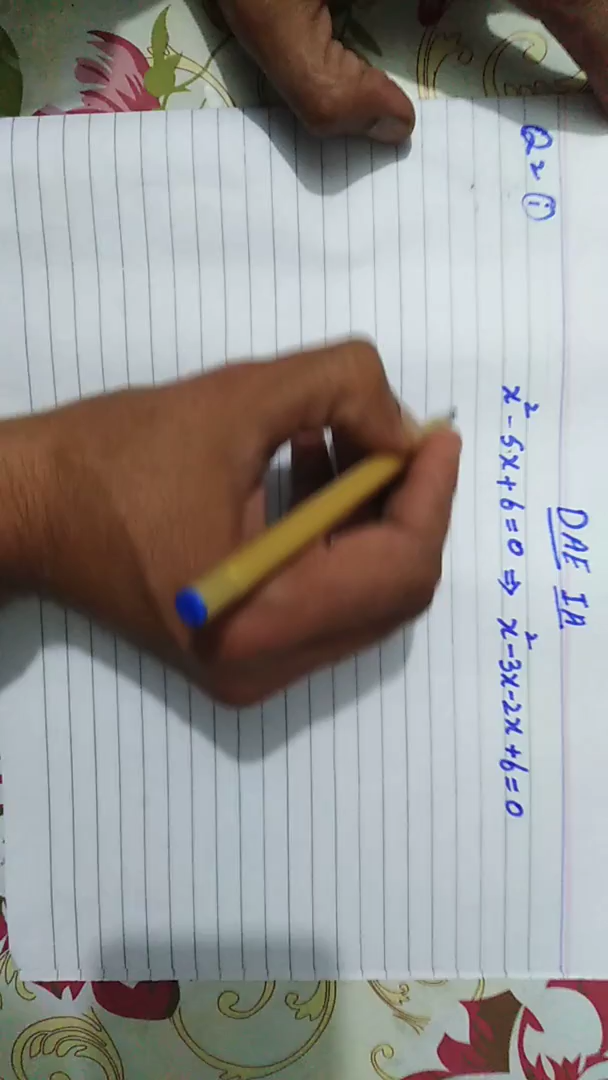 DAE IA
Q2 (i) x² - 5x + 6 = 0 ⇒ x² - 3x - 2x + 6 = 0